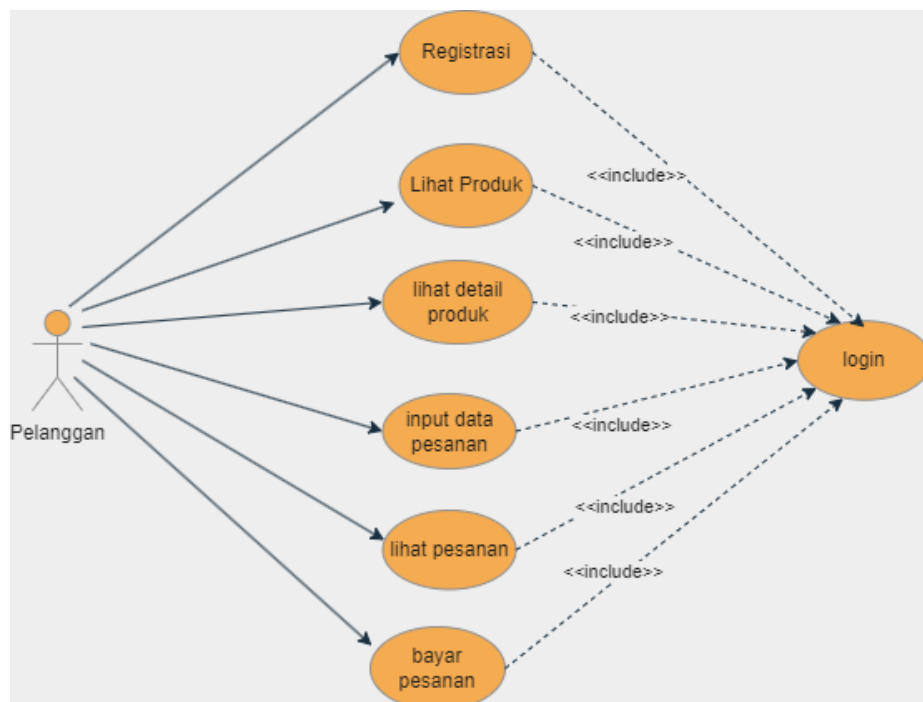 Registrasi
<<include>>
Lihat Produk
<<include>>
lihat detail
produk
<<include>>
login
Pelanggan
input data
pesanan
<<include>>
<<include>>
lihat pesanan
<<include>>
bayar
pesanan